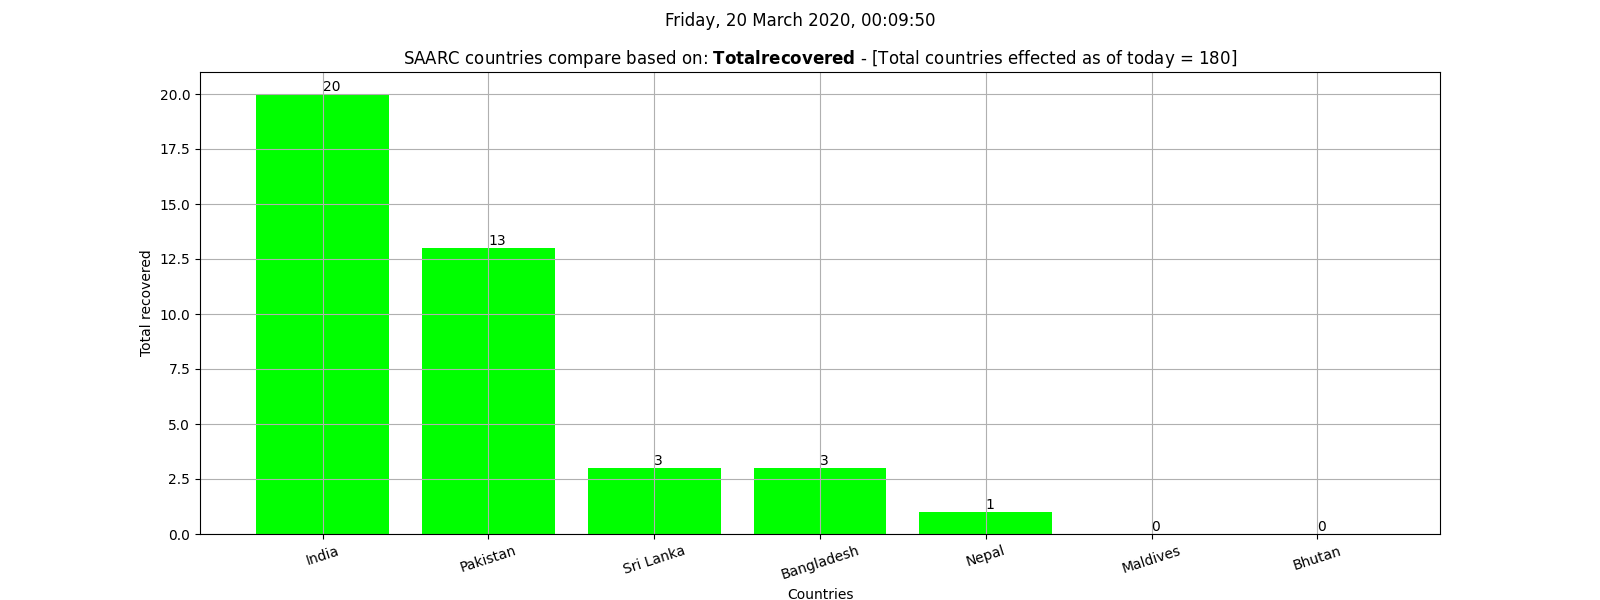 Friday, 20 March 2020, 00:09:50
SAARC countries compare based on: Totalrecovered - [Total countries effected as of today = 180]
Total recovered
20.0
17.5
15.0
12.5
10.0
7.5
5.0
2.5
0.0
20
13
3
3
1
0
0
India
Pakistan
Sri Lanka
Bangladesh
Nepal
Maldives
Bhutan
Countries